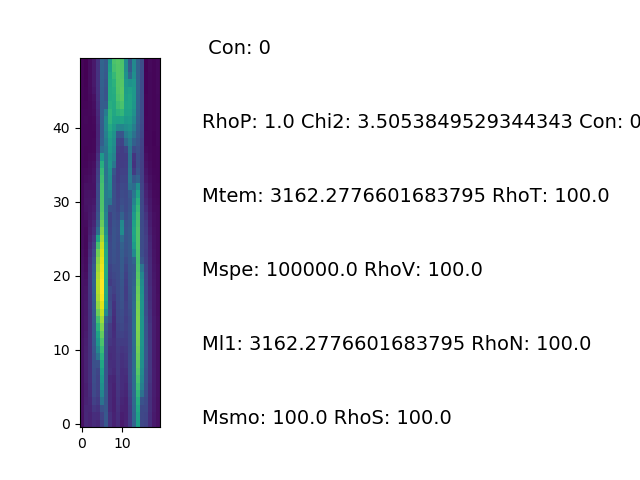 Con: 0
RhoP: 1.0 Chi2: 3.5053849529344343 Con: 0
Mtem: 3162.2776601683795 RhoT: 100.0
Mspe: 100000.0 RhoV: 100.0
Ml1: 3162.2776601683795 RhoN: 100.0
Msmo: 100.0 RhoS: 100.0
40
30
20
10
0
0 10